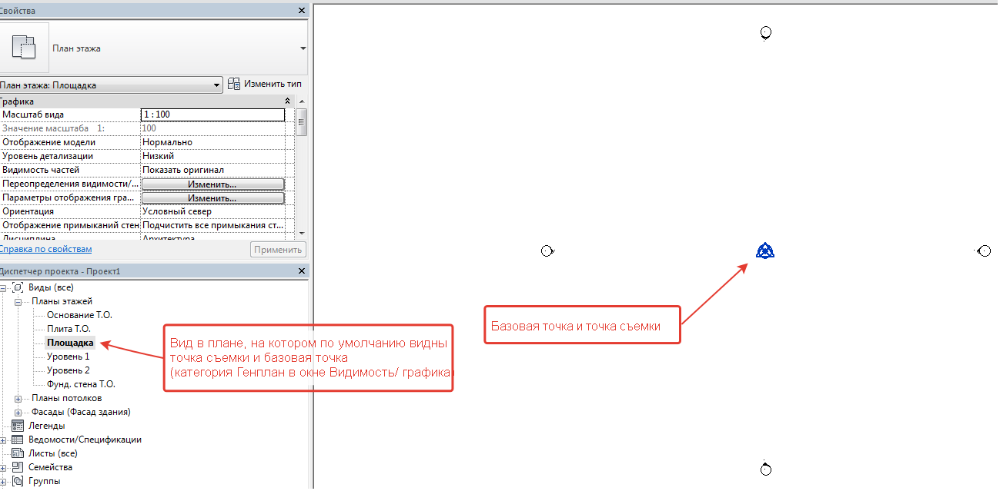 Свойства
План этажа
План этажа: Площадка
Изменить тип
Графика
Масштаб вида 1 : 100
Значение масштаба 1: 100
Отображение модели Нормально
Уровень детализации Низкий
Видимость частей Показать оригинал
Переопределения видимости/... Изменить...
Параметры отображения гра... Изменить...
Ориентация Условный север
Отображение примыканий стен Подчистить все примыкания ст...
Дисциплина Архитектура
Справка по свойствам
Применить
Диспетчер проекта - Проект1
Виды (все)
Планы этажей
Основание Т.О.
Плита Т.О.
Площадка
Уровень 1
Уровень 2
Фунд. стена Т.О.
Планы потолков
Фасады (Фасад здания)
Легенды
Ведомости/Спецификации
Листы (все)
Семейства
Группы
Вид в плане, на котором по умолчанию видны
точка съемки и базовая точка
(категория Генплан в окне Видимость/ графика)
Базовая точка и точка съемки